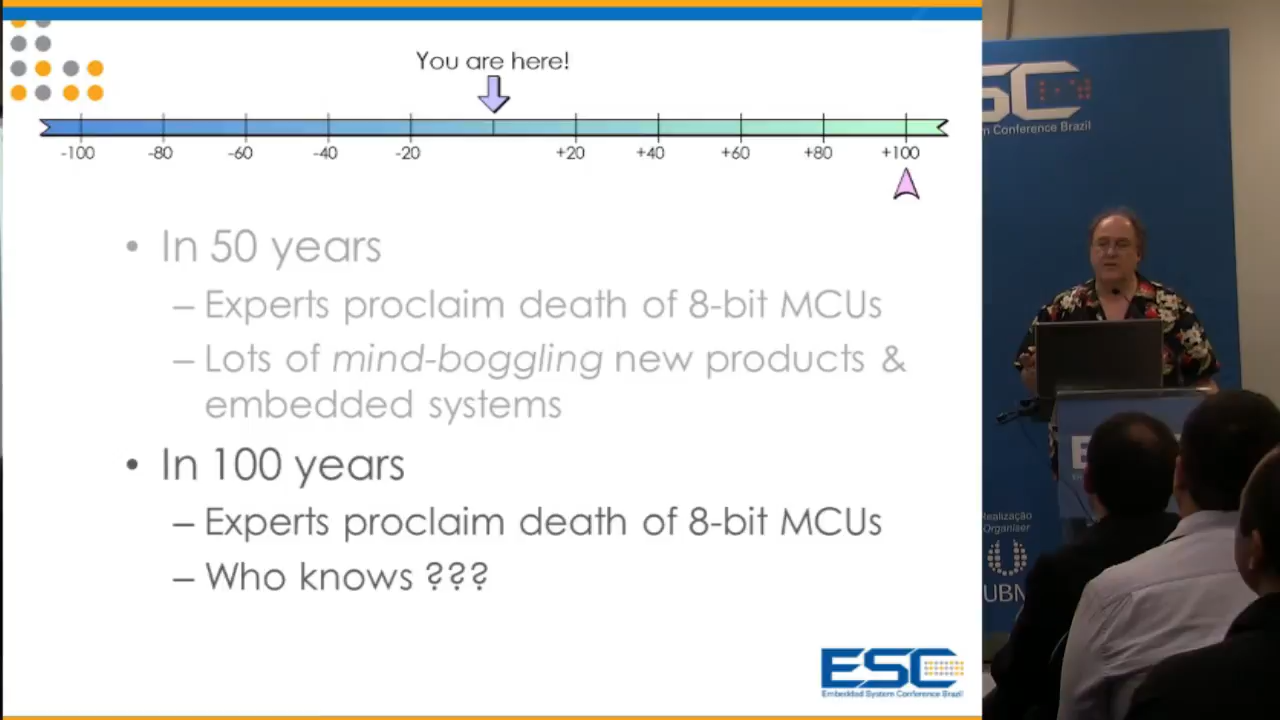 You are here!
-100 -80 -60 -40 -20 +20 +40 +60 +80 +100
• In 50 years
– Experts proclaim death of 8-bit MCUs
– Lots of mind-boggling new products &
embedded systems
• In 100 years
– Experts proclaim death of 8-bit MCUs
– Who knows ???
ESC
Embedded System Conference Brazil
SC
m Conference Brazil
E
Realização
Organiser
UBM